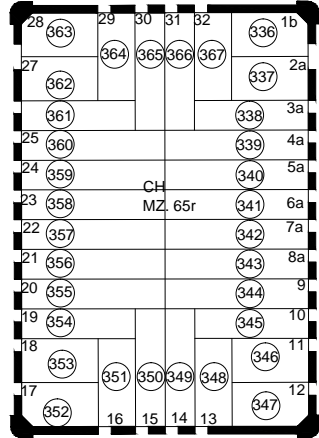 28 29 30 31 32 1b
363 364 365 366 367 336
27 2a
362 337
361 338 3a
25 360 339 4a
24 359 340 5a
CH
23 358 341 6a
MZ. 65r
22 357 342 7a
21 356 343 8a
20 355 344 9
19 354 345 10
18 11
353 351 350 349 348 346
17 12
352 347
16 15 14 13